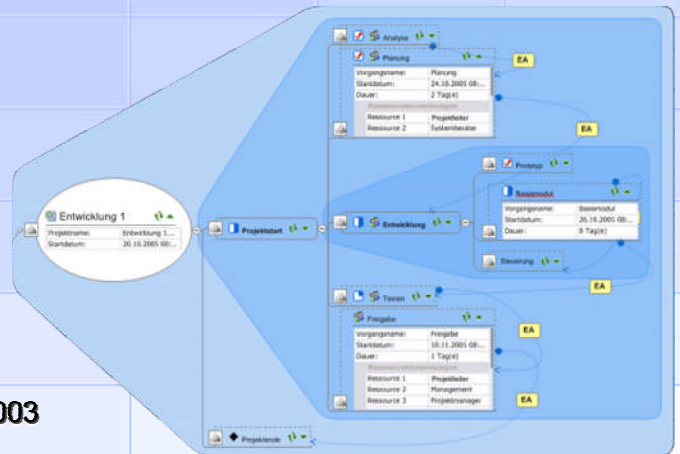 Analyse
EA
Planung
Vorgangsname: Planung
Startdatum: 24.10.2005 08:...
Dauer: 2 Tag(e)
Ressource 1 Projektleiter
Ressource 2 Systemberater
EA
Prototyp
Basismodul
Vorgangsname: Basismodul
Startdatum: 26.10.2005 08:...
Dauer: 8 Tag(e)
Entwicklung 1
Projektname: Entwicklung 1...
Startdatum: 20.10.2005 08:...
Projektstart
Entwicklung
Steuerung
EA
Testen
Freigabe
EA
Vorgangsname: Freigabe
Startdatum: 10.11.2005 08:...
Dauer: 1 Tag(e)
Ressource 1 Projektleiter
Ressource 2 Management
Ressource 3 Projektmanager
EA
003
Projektende